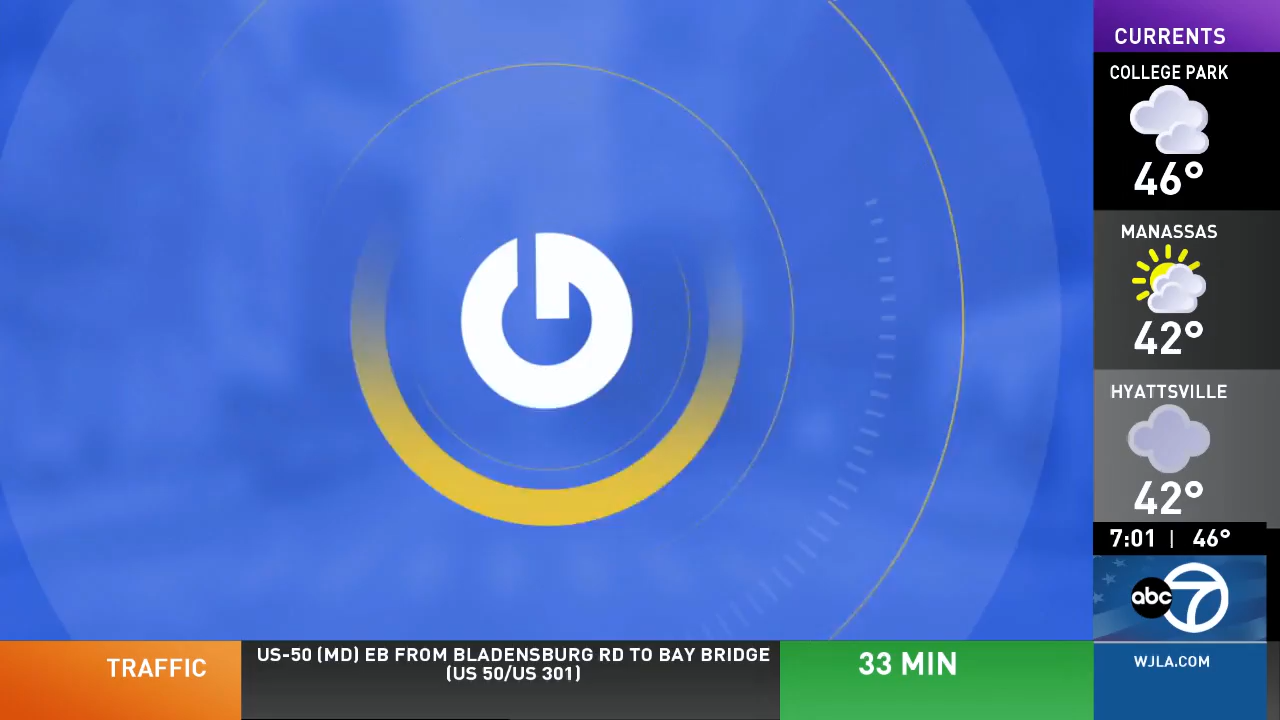 CURRENTS
COLLEGE PARK
46°
MANASSAS
42°
HYATTSVILLE
42°
7:01 | 46°
abc 7
WJLA.COM
TRAFFIC
US-50 (MD) EB FROM BLADENSBURG RD TO BAY BRIDGE
(US 50/US 301)
33 MIN